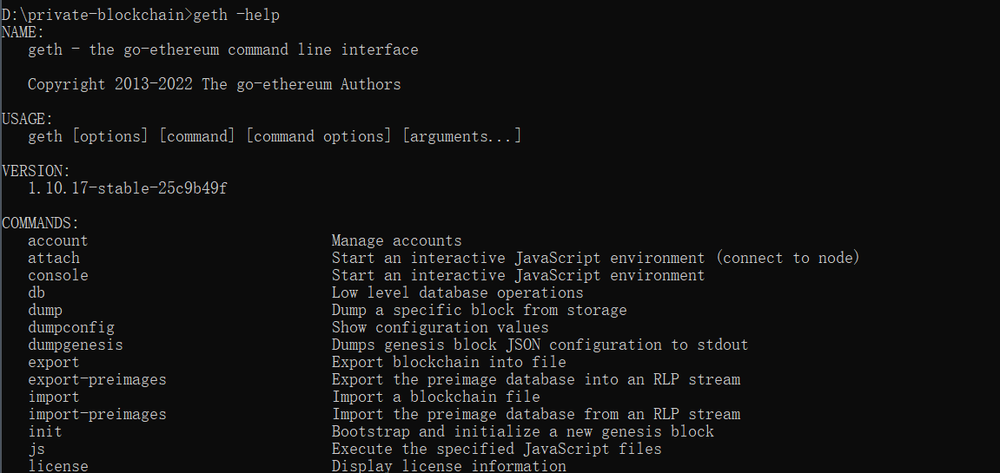 D:\private-blockchain>geth -help
NAME:
geth - the go-ethereum command line interface
Copyright 2013-2022 The go-ethereum Authors
USAGE:
geth [options] [command] [command options] [arguments...]
VERSION:
1.10.17-stable-25c9b49f
COMMANDS:
account Manage accounts
attach Start an interactive JavaScript environment (connect to node)
console Start an interactive JavaScript environment
db Low level database operations
dump Dump a specific block from storage
dumpconfig Show configuration values
dumpgenesis Dumps genesis block JSON configuration to stdout
export Export blockchain into file
export-preimages Export the preimage database into an RLP stream
import Import a blockchain file
import-preimages Import the preimage database from an RLP stream
init Bootstrap and initialize a new genesis block
js Execute the specified JavaScript files
license Display license information